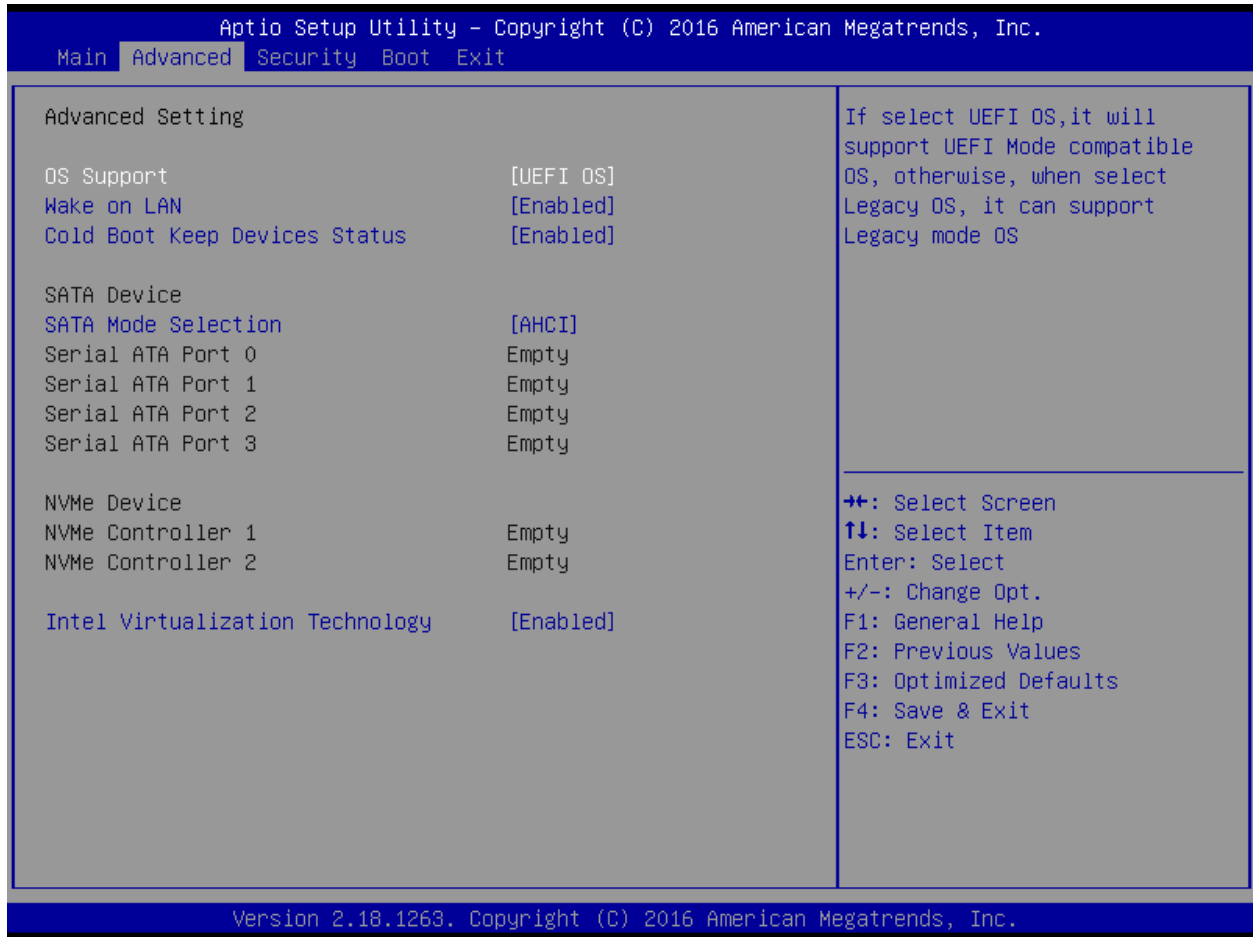 Aptio Setup Utility – Copyright (C) 2016 American Megatrends, Inc.
Main Advanced Security Boot Exit
Advanced Setting
OS Support [UEFI OS]
Wake on LAN [Enabled]
Cold Boot Keep Devices Status [Enabled]
SATA Device
SATA Mode Selection [AHCI]
Serial ATA Port 0 Empty
Serial ATA Port 1 Empty
Serial ATA Port 2 Empty
Serial ATA Port 3 Empty
NVMe Device
NVMe Controller 1 Empty
NVMe Controller 2 Empty
Intel Virtualization Technology [Enabled]
If select UEFI OS,it will
support UEFI Mode compatible
OS, otherwise, when select
Legacy OS, it can support
Legacy mode OS
→←: Select Screen
↑↓: Select Item
Enter: Select
+/-: Change Opt.
F1: General Help
F2: Previous Values
F3: Optimized Defaults
F4: Save & Exit
ESC: Exit
Version 2.18.1263. Copyright (C) 2016 American Megatrends, Inc.